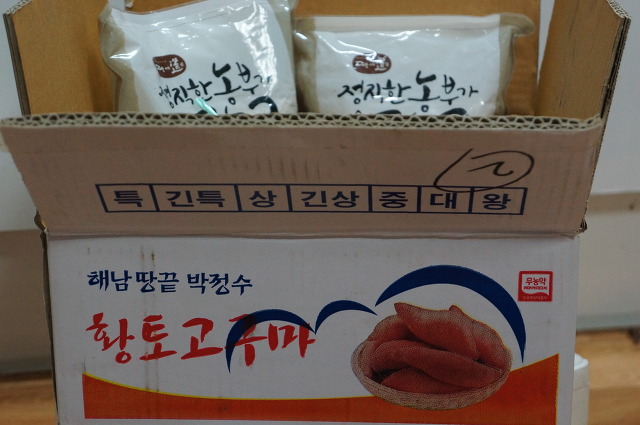 정직한농부가
정직한농부가
특 긴특 상 긴상 중 대 왕
해남땅끝 박정수
무농약
황토고구마